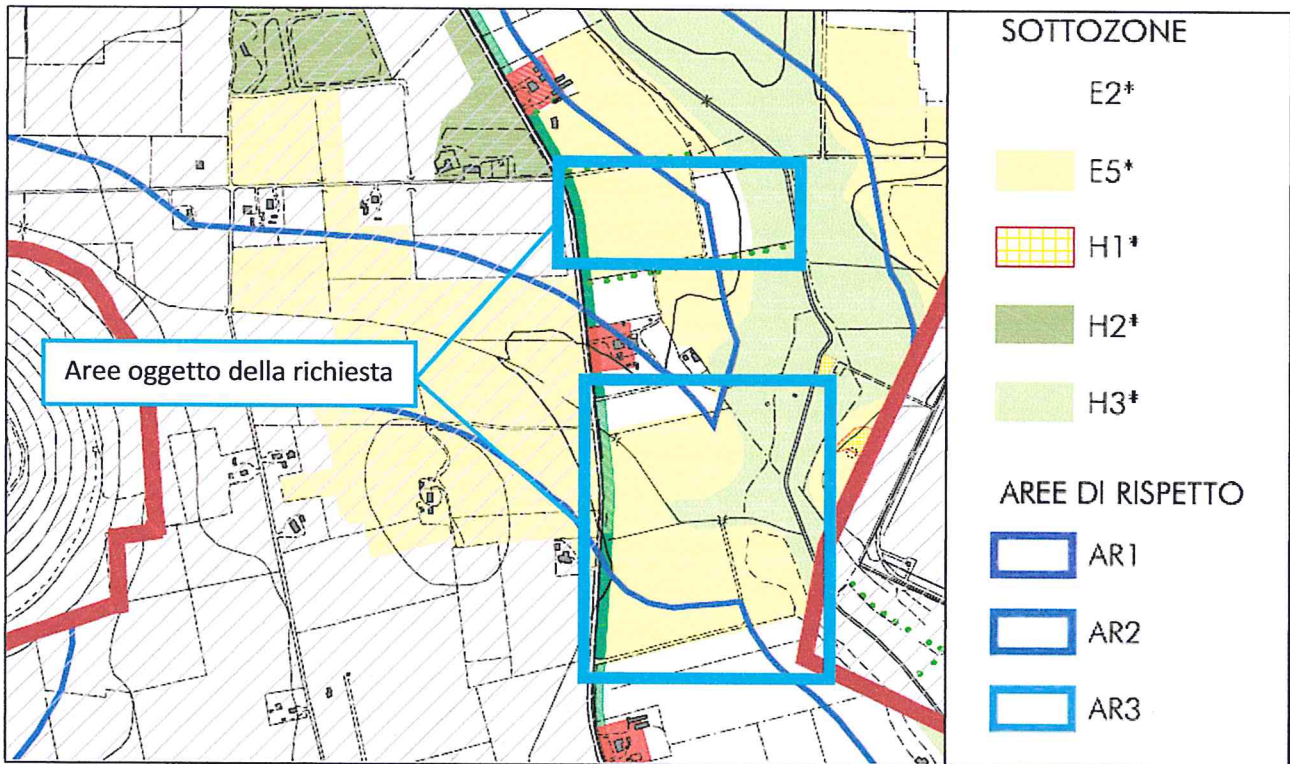 Aree oggetto della richiesta
SOTTOZONE
E2*
E5*
H1*
H2*
H3*
AREE DI RISPETTO
AR1
AR2
AR3